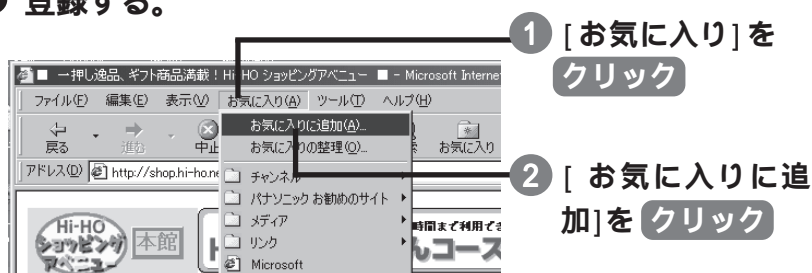 登録する。
1 [お気に入り]を
クリック
■ 一押し逸品、ギフト商品満載！Hi-HO ショッピングアベニュー ■ - Microsoft Interne
ファイル(F) 編集(E) 表示(V) お気に入り(A) ツール(T) ヘルプ(H)
お気に入りに追加(A)...
お気に入りの整理(O)...
戻る 進む 中止 お気に入り
2 [お気に入りに追
加]を クリック
アドレス(D) http://shop.hi-ho.ne
チャンネル
パナソニック お勧めのサイト
メディア
リンク
Microsoft
Hi-HO
ショッピング
アベニュー
本館
時間まで利用でき
んコース